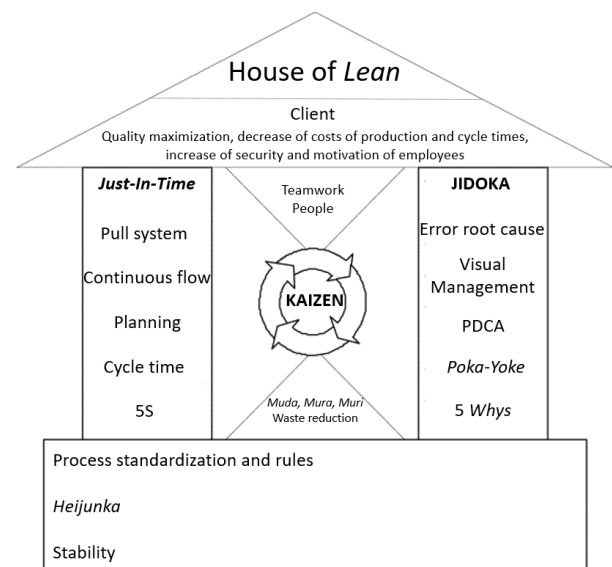 House of Lean
Client
Quality maximization, decrease of costs of production and cycle times,
increase of security and motivation of employees
Just-In-Time
Pull system
Continuous flow
Planning
Cycle time
5S
Teamwork
People
KAIZEN
Muda, Mura, Muri
Waste reduction
JIDOKA
Error root cause
Visual
Management
PDCA
Poka-Yoke
5 Whys
Process standardization and rules
Heijunka
Stability